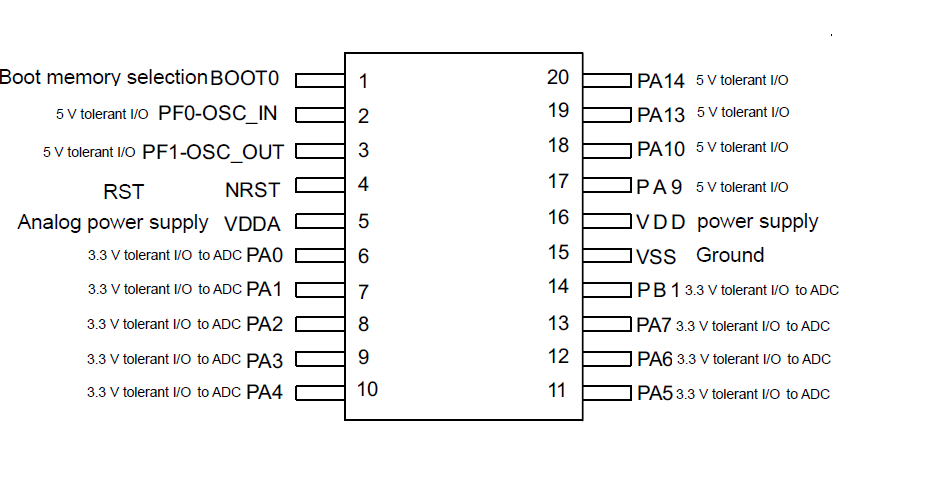 Boot memory selection BOOT0 1 20 PA14 5 V tolerant I/O
5 V tolerant I/O PF0-OSC_IN 2 19 PA13 5 V tolerant I/O
5 V tolerant I/O PF1-OSC_OUT 3 18 PA10 5 V tolerant I/O
RST NRST 4 17 PA9 5 V tolerant I/O
Analog power supply VDDA 5 16 VDD power supply
3.3 V tolerant I/O to ADC PA0 6 15 VSS Ground
3.3 V tolerant I/O to ADC PA1 7 14 PB1 3.3 V tolerant I/O to ADC
3.3 V tolerant I/O to ADC PA2 8 13 PA7 3.3 V tolerant I/O to ADC
3.3 V tolerant I/O to ADC PA3 9 12 PA6 3.3 V tolerant I/O to ADC
3.3 V tolerant I/O to ADC PA4 10 11 PA5 3.3 V tolerant I/O to ADC